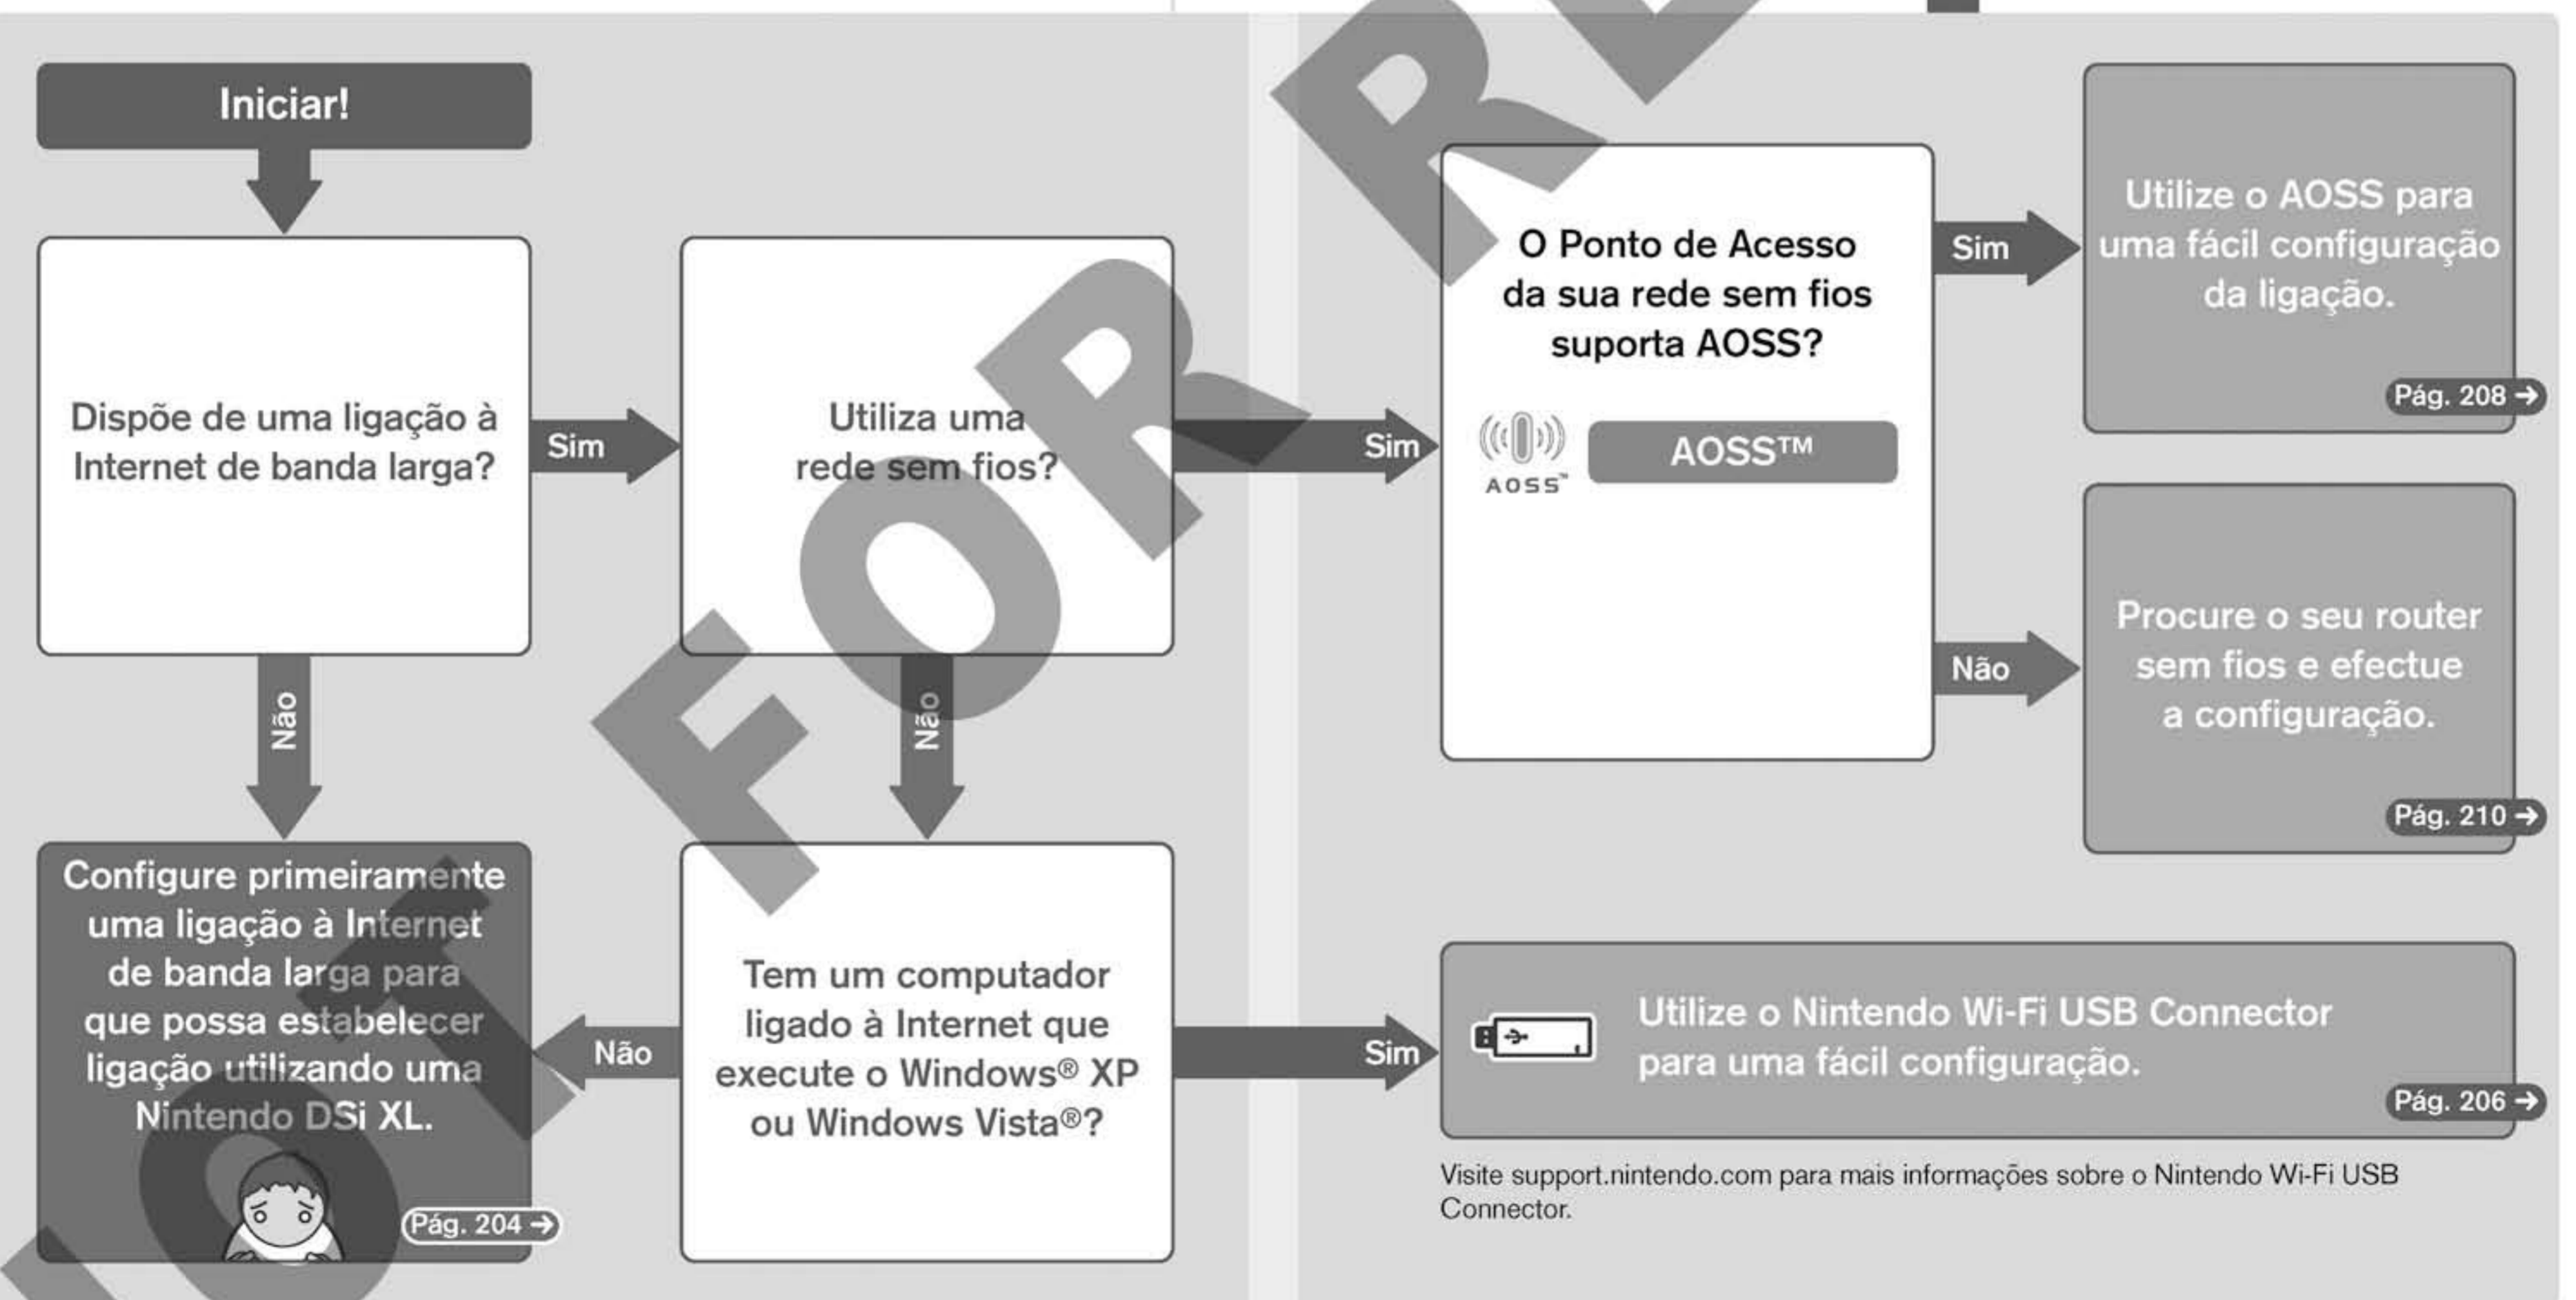 Iniciar!
Dispõe de uma ligação à
Internet de banda larga?
Sim
Não
Utiliza uma
rede sem fios?
Sim
Não
O Ponto de Acesso
da sua rede sem fios
suporta AOSS?
AOSS™
AOSS™
Sim
Utilize o AOSS para
uma fácil configuração
da ligação.
Pág. 208 →
Não
Procure o seu router
sem fios e efectue
a configuração.
Pág. 210 →
Configure primeiramente
uma ligação à Internet
de banda larga para
que possa estabelecer
ligação utilizando uma
Nintendo DSi XL.
Pág. 204 →
Não
Tem um computador
ligado à Internet que
execute o Windows® XP
ou Windows Vista®?
Sim
Utilize o Nintendo Wi-Fi USB Connector
para uma fácil configuração.
Pág. 206 →
Visite support.nintendo.com para mais informações sobre o Nintendo Wi-Fi USB
Connector.
FOR